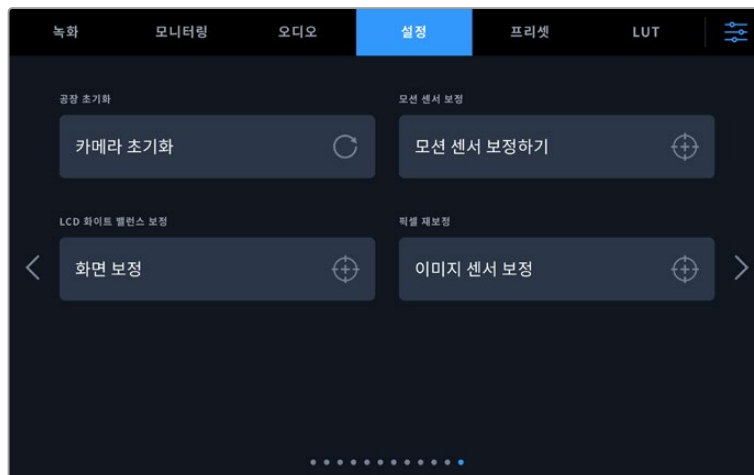 녹화 모니터링 오디오 설정 프리셋 LUT
공장 초기화 모션 센서 보정
카메라 초기화 모션 센서 보정하기
LCD 화이트 밸런스 보정 픽셀 재보정
화면 보정 이미지 센서 보정